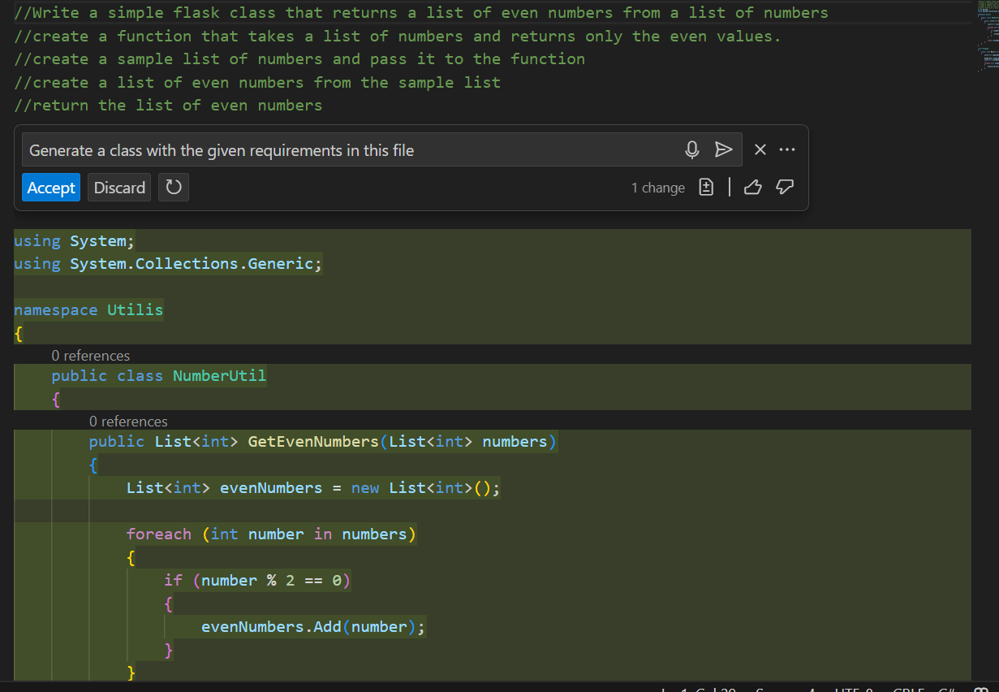 //Write a simple flask class that returns a list of even numbers from a list of numbers
//create a function that takes a list of numbers and returns only the even values.
//create a sample list of numbers and pass it to the function
//create a list of even numbers from the sample list
//return the list of even numbers
Generate a class with the given requirements in this file
Accept Discard 1 change
using System;
using System.Collections.Generic;
namespace Utilis
{
0 references
public class NumberUtil
{
0 references
public List<int> GetEvenNumbers(List<int> numbers)
{
List<int> evenNumbers = new List<int>();
foreach (int number in numbers)
{
if (number % 2 == 0)
{
evenNumbers.Add(number);
}
}